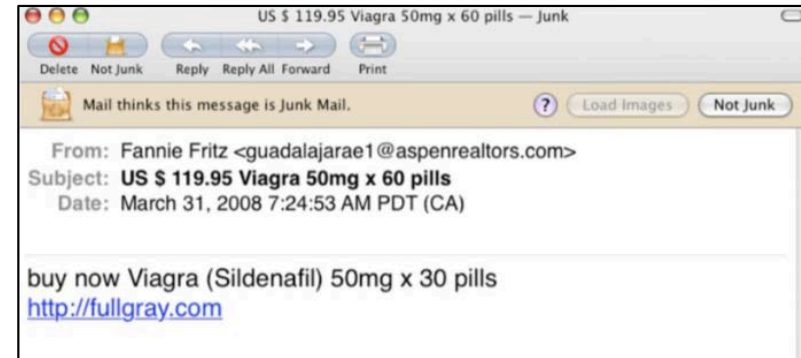 US $ 119.95 Viagra 50mg x 60 pills — Junk
Delete Not Junk Reply Reply All Forward Print
Mail thinks this message is Junk Mail. ? Load Images Not Junk
From: Fannie Fritz <guadalajarae1@aspenrealtors.com>
Subject: US $ 119.95 Viagra 50mg x 60 pills
Date: March 31, 2008 7:24:53 AM PDT (CA)
buy now Viagra (Sildenafil) 50mg x 30 pills
http://fullgray.com